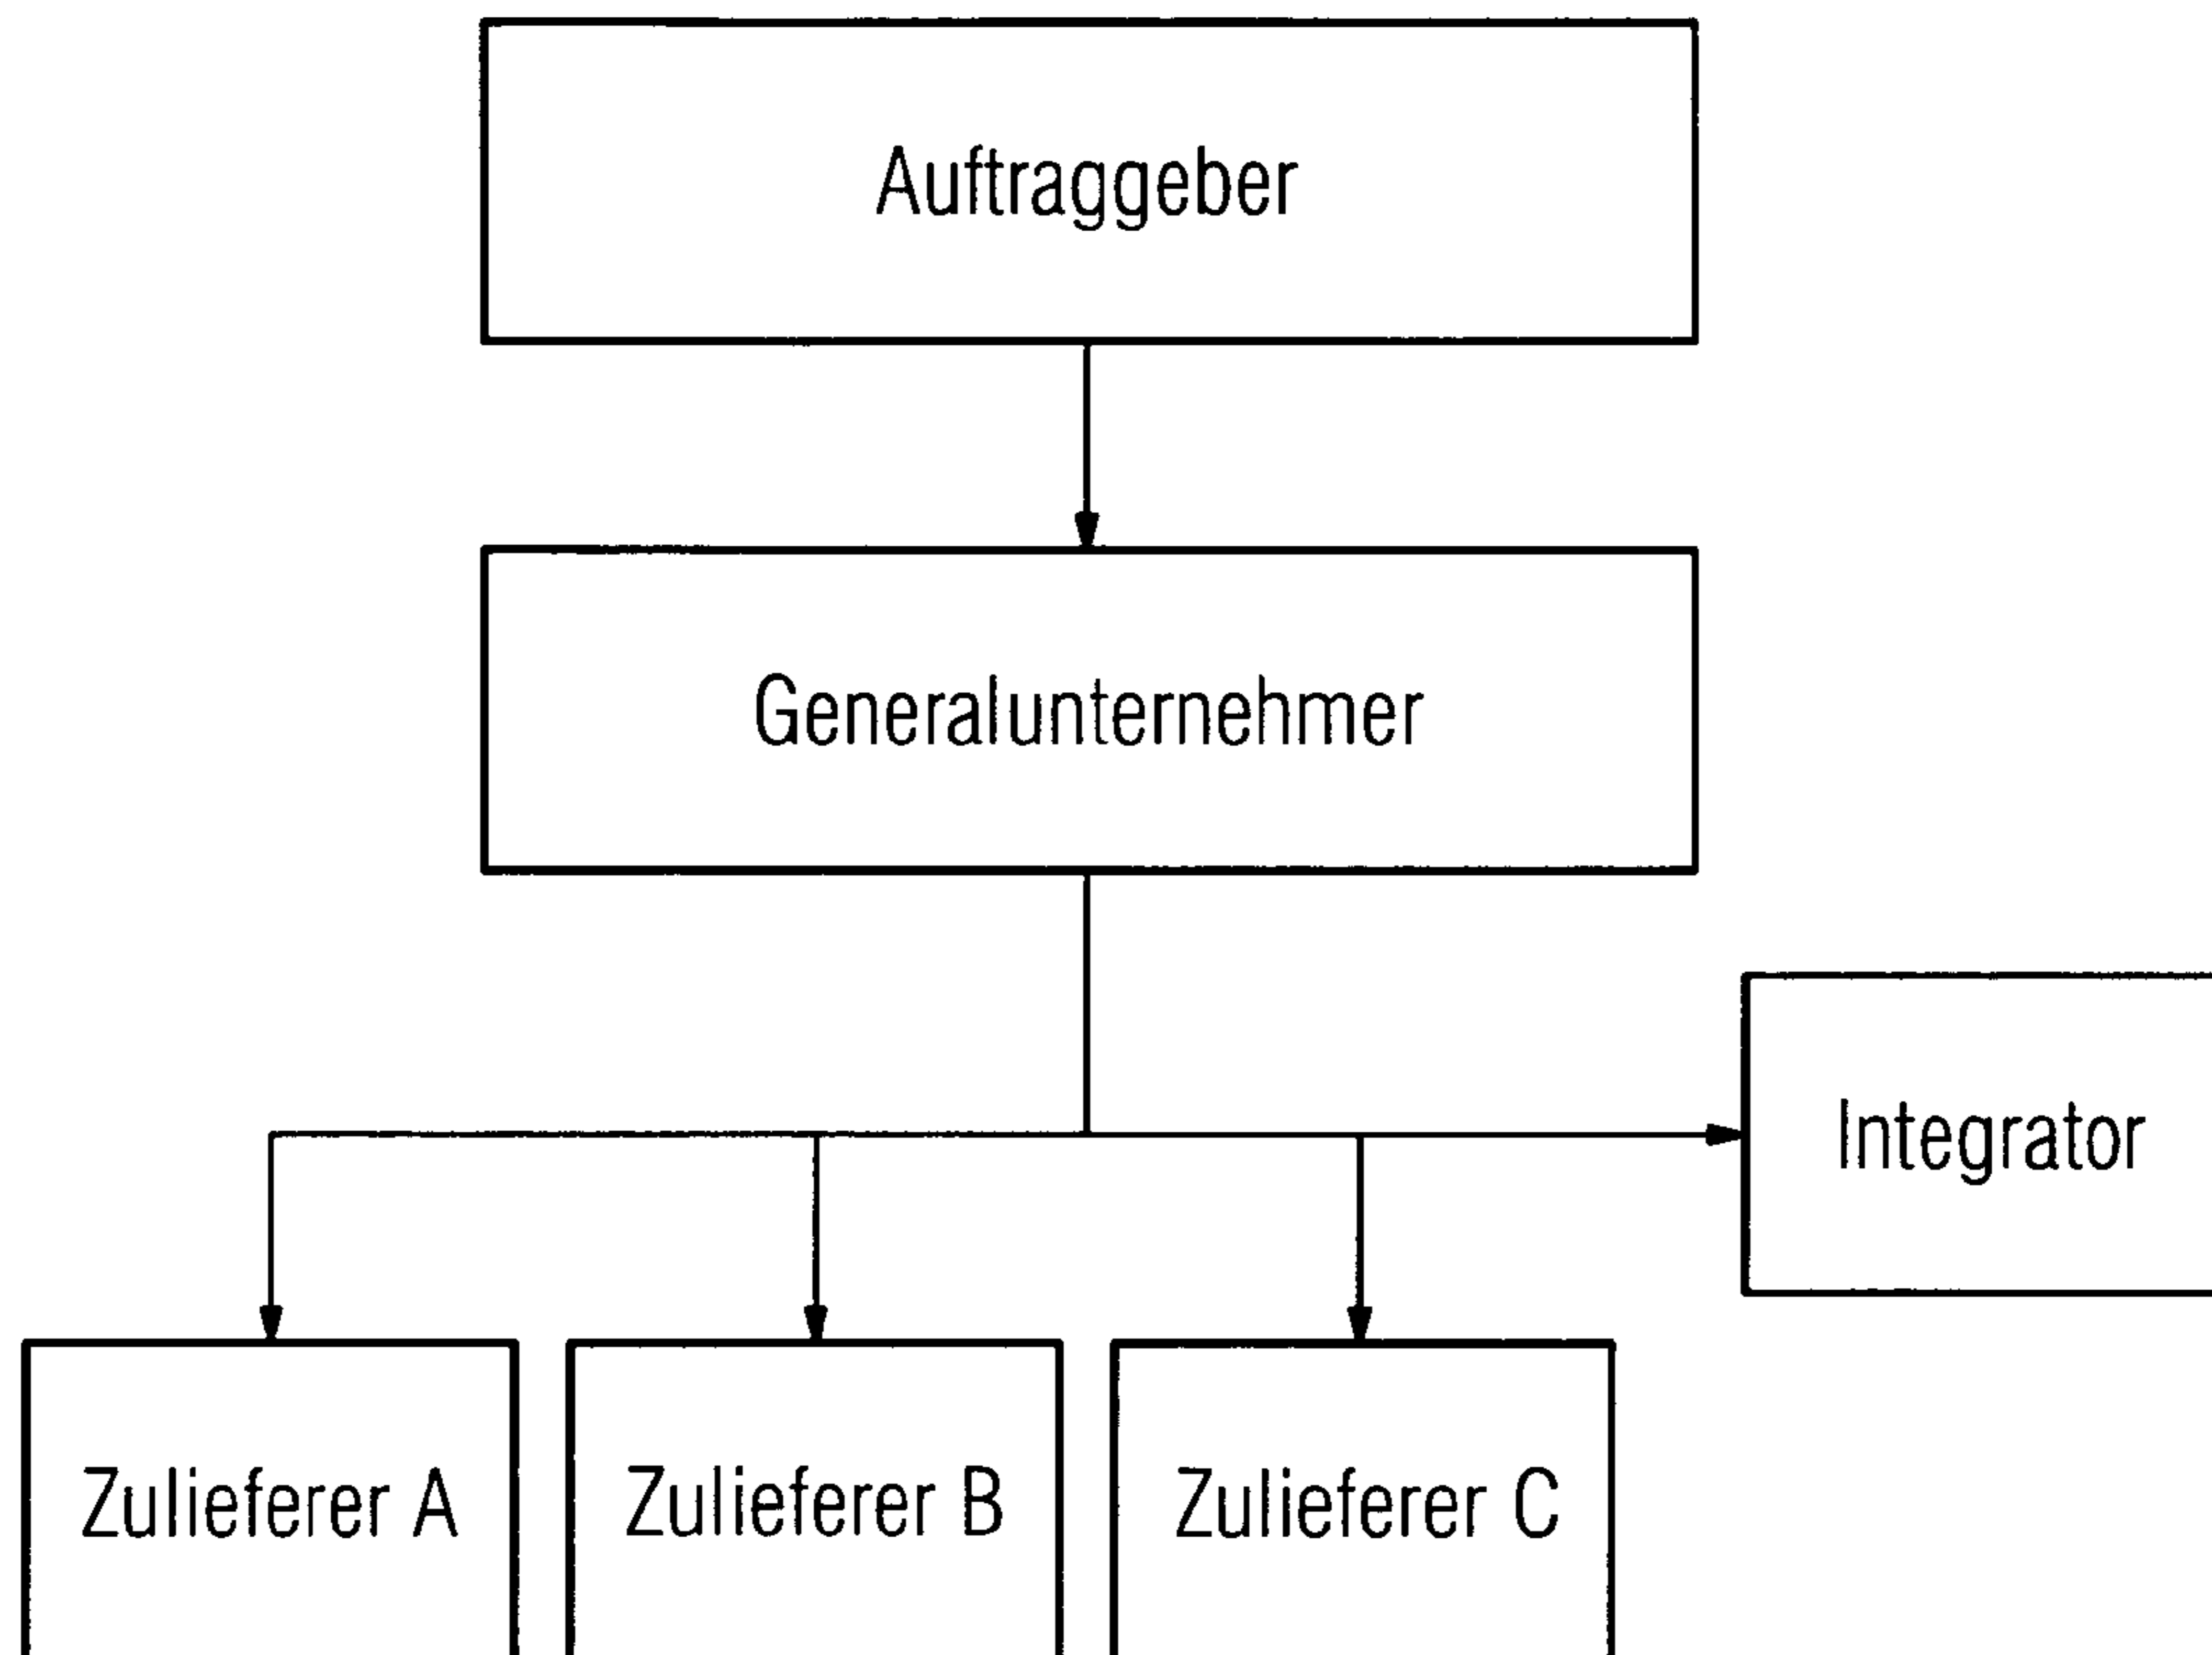 Auftraggeber
Generalunternehmer
Integrator
Zulieferer A
Zulieferer B
Zulieferer C